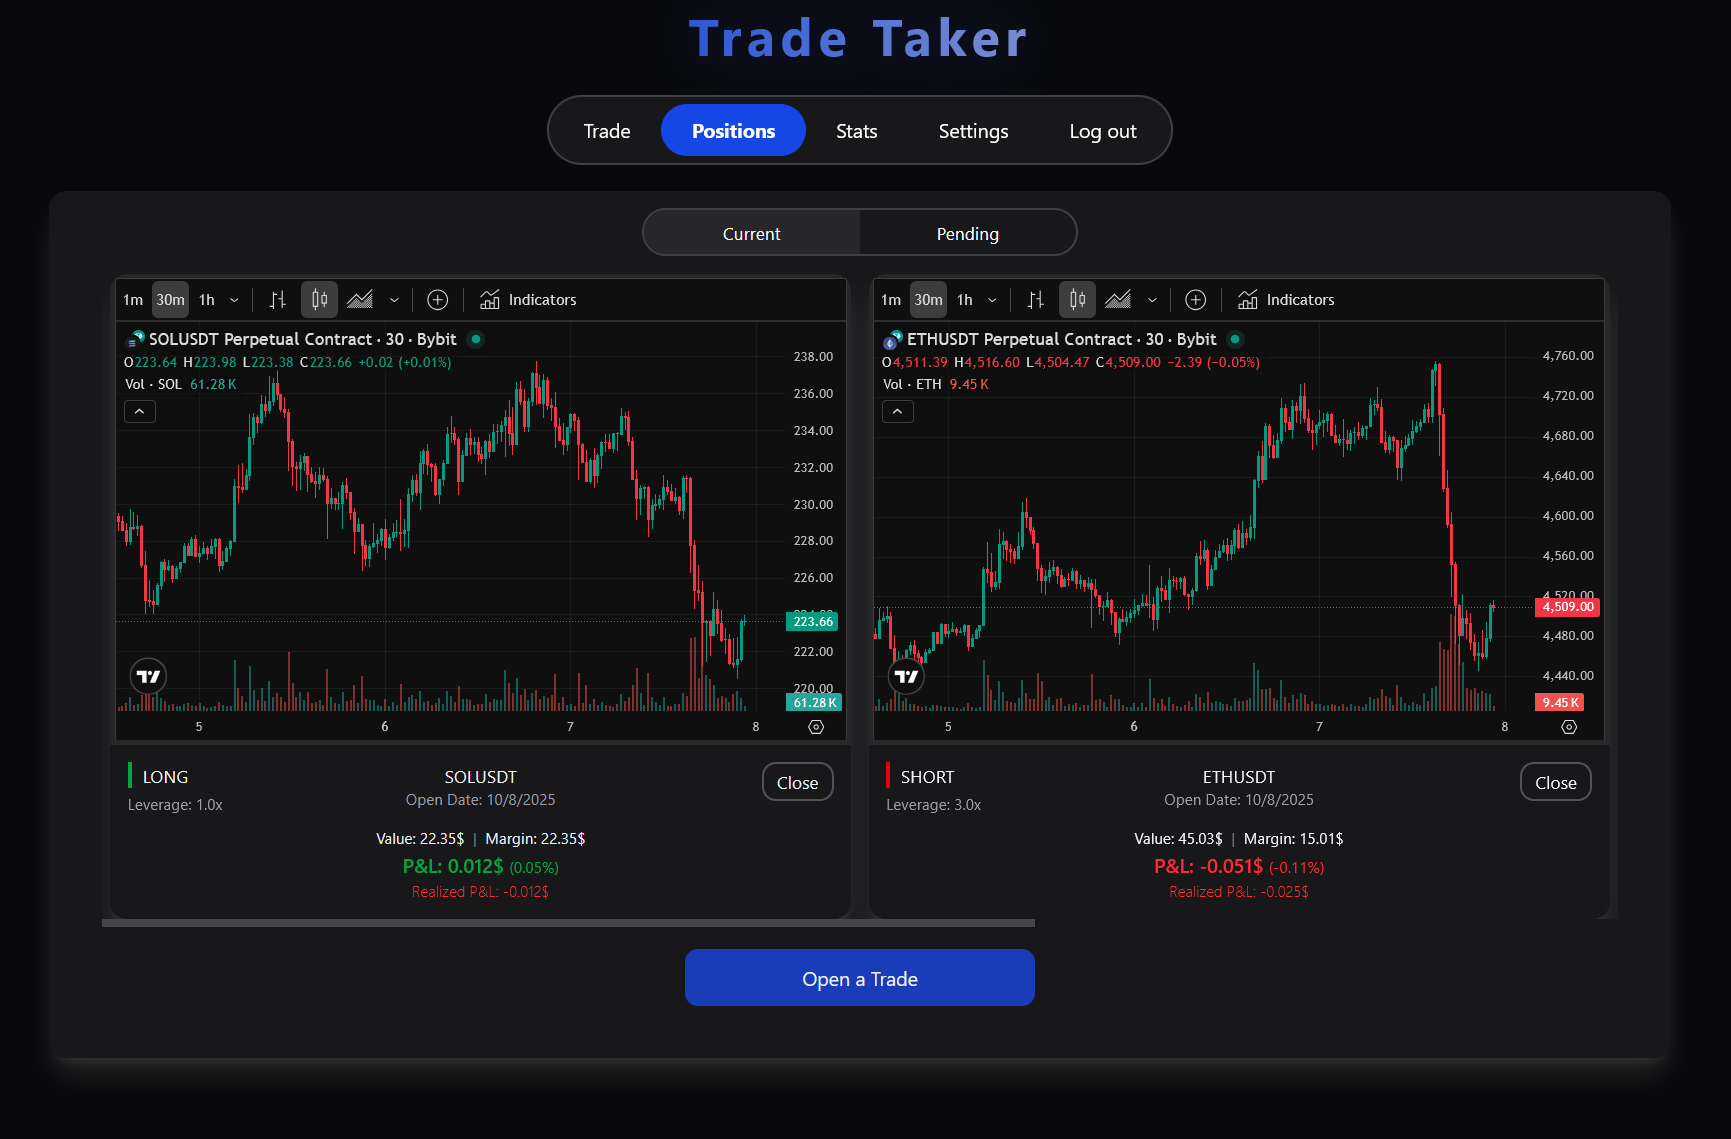 Trade Taker
Trade Positions Stats Settings Log out
Current Pending
1m 30m 1h Indicators
SOLUSDT Perpetual Contract · 30 · Bybit
O223.64 H223.98 L223.38 C223.66 +0.02 (+0.01%)
Vol · SOL 61.28 K
238.00
236.00
234.00
232.00
230.00
228.00
226.00
223.66
222.00
220.00
61.28 K
5 6 7 8
LONG
Leverage: 1.0x
SOLUSDT
Open Date: 10/8/2025
Close
Value: 22.35$ | Margin: 22.35$
P&L: 0.012$ (0.05%)
Realized P&L: -0.012$
1m 30m 1h Indicators
ETHUSDT Perpetual Contract · 30 · Bybit
O4,511.39 H4,516.60 L4,504.47 C4,509.00 −2.39 (−0.05%)
Vol · ETH 9.45 K
4,760.00
4,720.00
4,680.00
4,640.00
4,600.00
4,560.00
4,520.00
4,509.00
4,480.00
4,440.00
9.45 K
5 6 7 8
SHORT
Leverage: 3.0x
ETHUSDT
Open Date: 10/8/2025
Close
Value: 45.03$ | Margin: 15.01$
P&L: -0.051$ (-0.11%)
Realized P&L: -0.025$
Open a Trade